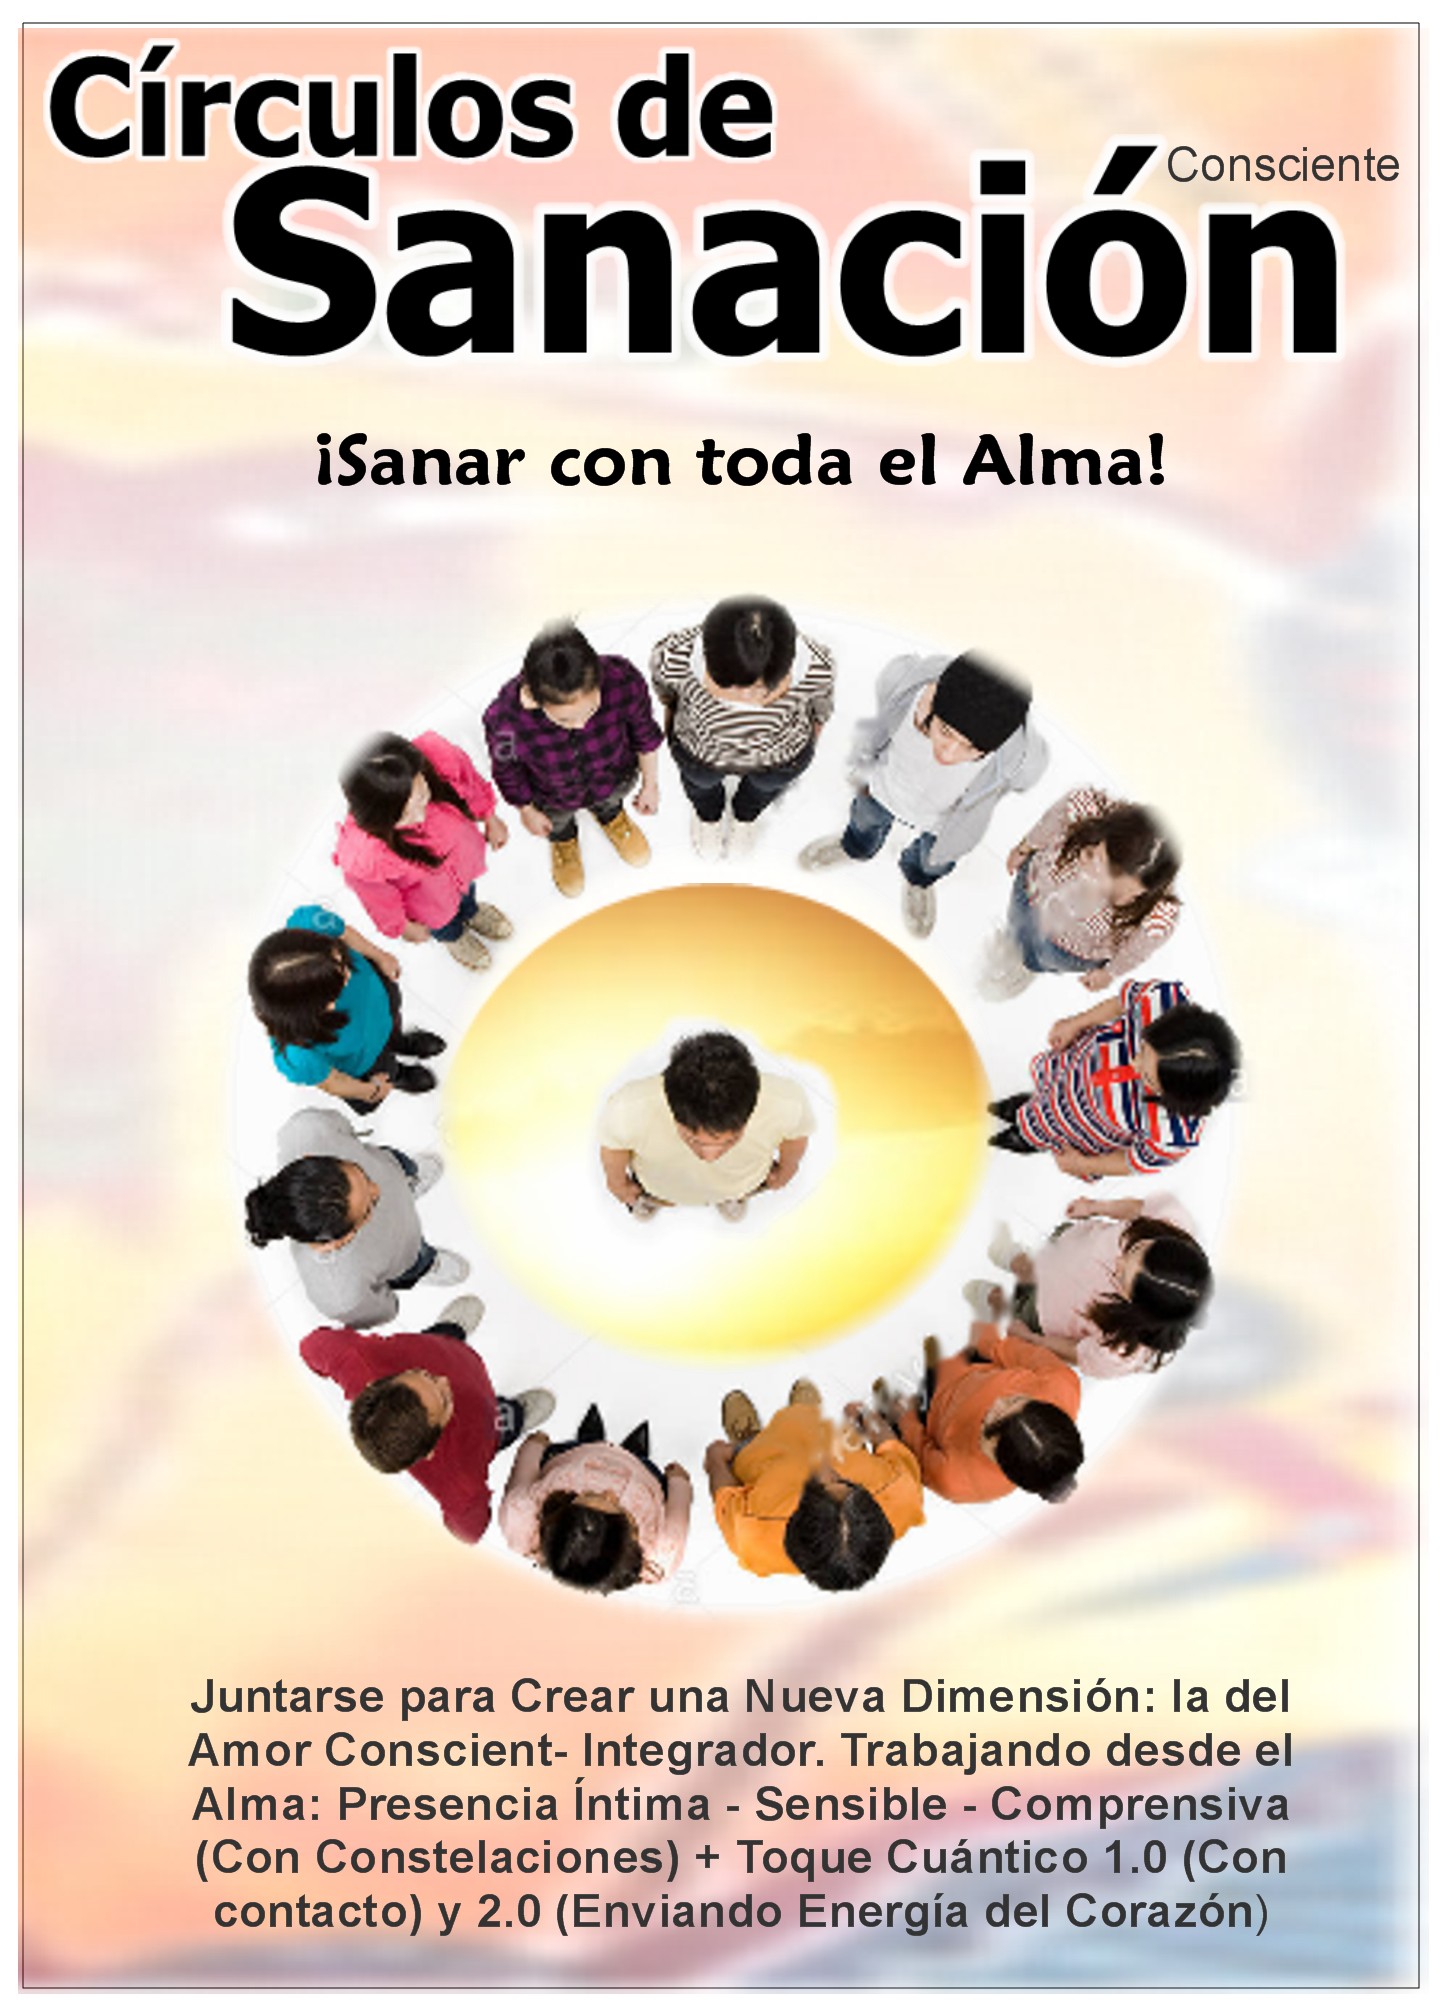 Círculos de
Sanación
Consciente
¡Sanar con toda el Alma!
Juntarse para Crear una Nueva Dimensión: la del
Amor Conscient- Integrador. Trabajando desde el
Alma: Presencia Íntima - Sensible - Comprensiva
(Con Constelaciones) + Toque Cuántico 1.0 (Con
contacto) y 2.0 (Enviando Energía del Corazón)